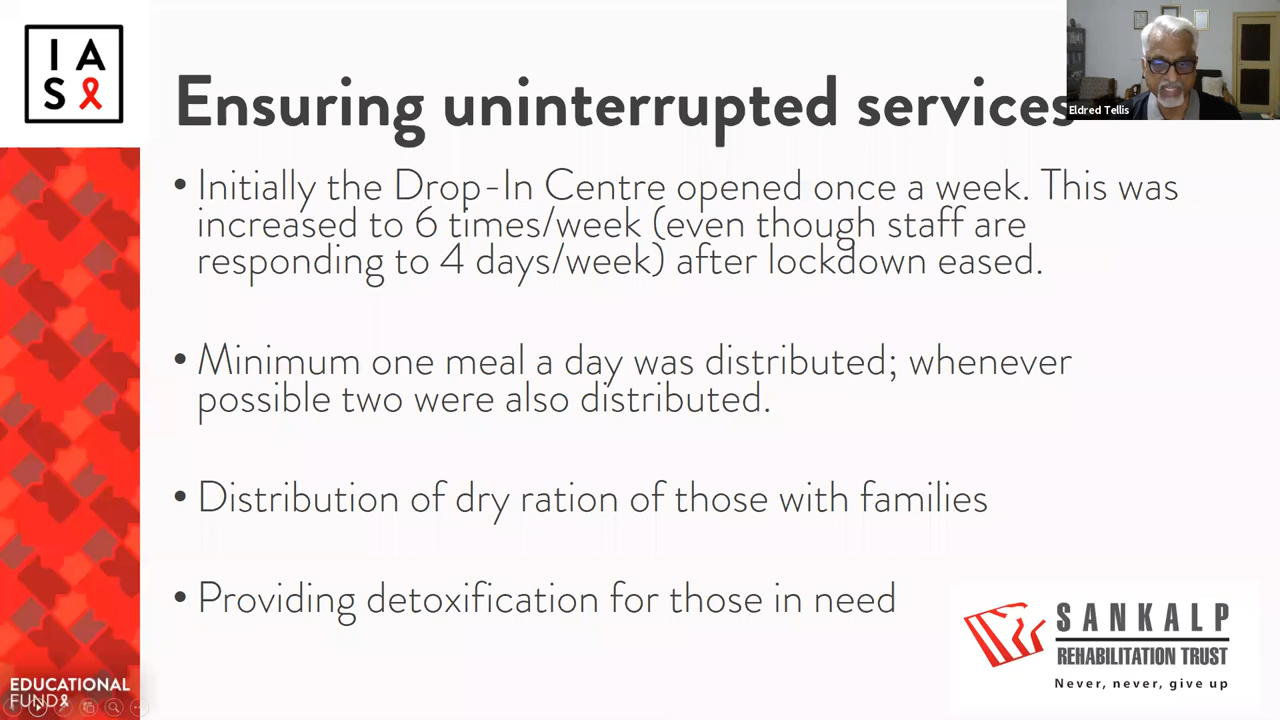 I A
S
Ensuring uninterrupted services
Eldred Tellis
• Initially the Drop-In Centre opened once a week. This was
increased to 6 times/week (even though staff are
responding to 4 days/week) after lockdown eased.
• Minimum one meal a day was distributed; whenever
possible two were also distributed.
• Distribution of dry ration of those with families
• Providing detoxification for those in need
SANKALP
REHABILITATION TRUST
Never, never, give up
EDUCATIONAL
FUND